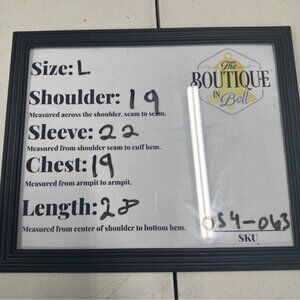 Size: L
The
BOUTIQUE
IN
Bell
Shoulder: 19
Measured across the shoulder, seam to seam.
Sleeve: 22
Measured from shoulder seam to cuff hem.
Chest: 19
Measured from armpit to armpit.
Length: 28
Measured from center of shoulder to bottom hem.
054-063
SKU